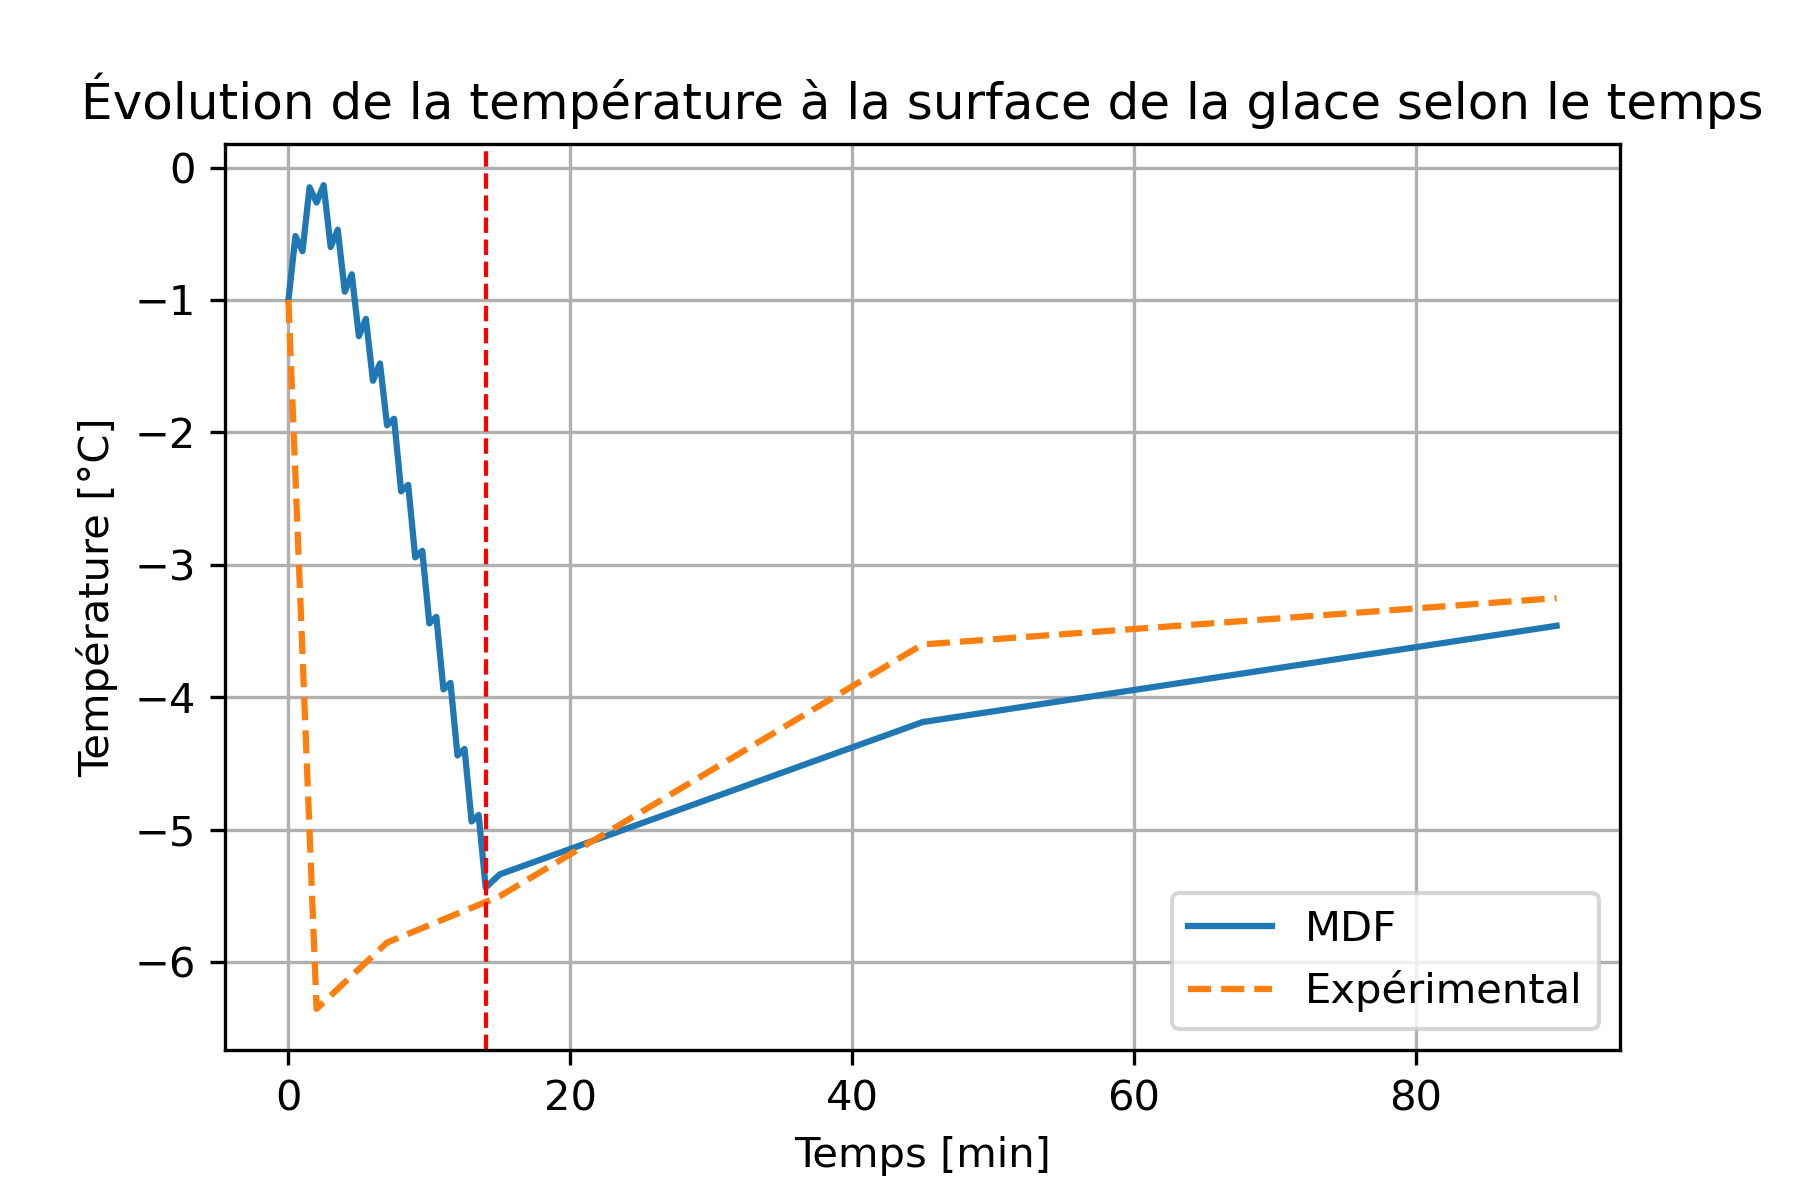 Évolution de la température à la surface de la glace selon le temps
0
−1
−2
−3
−4
−5
−6
Température [°C]
MDF
Expérimental
0 20 40 60 80
Temps [min]